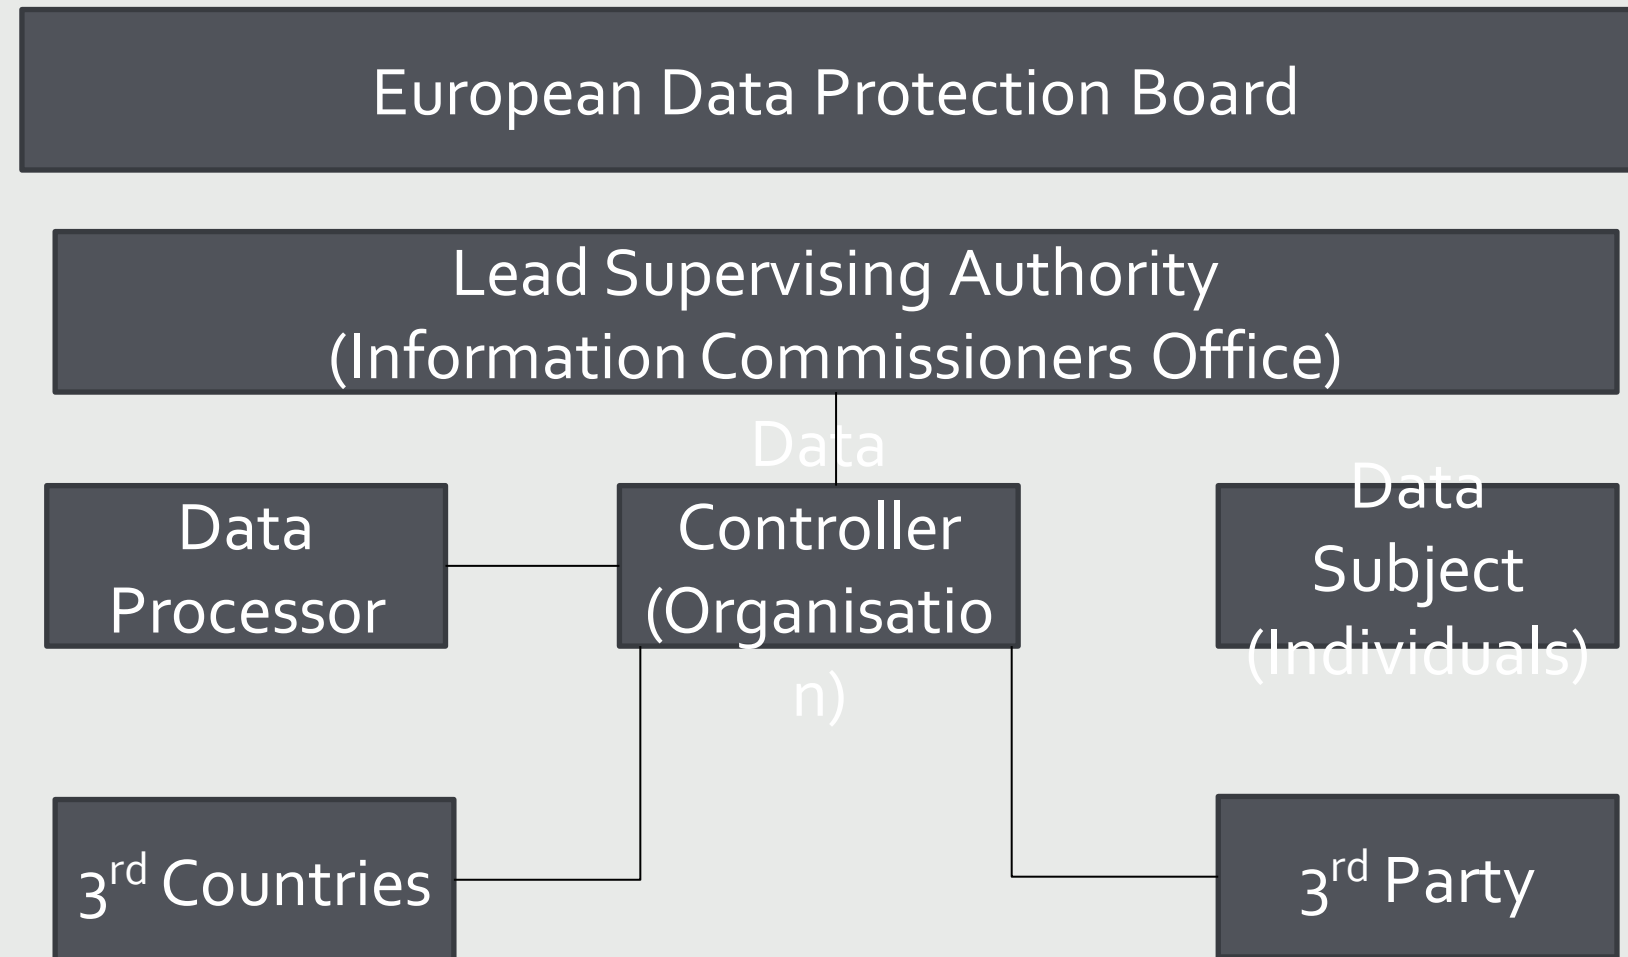 European Data Protection Board
Lead Supervising Authority
(Information Commissioners Office)
Data
Processor
Data
Controller
(Organisatio
n)
Data
Subject
(Individuals)
3rd Countries
3rd Party